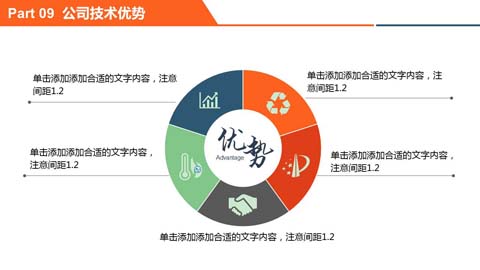 Part 09 公司技术优势
单击添加添加合适的文字内容，注意
间距1.2
单击添加添加合适的文字内容，注
意间距1.2
单击添加添加合适的文字内容，
注意间距1.2
优势
Advantage
单击添加添加合适的文字内容，
注意间距1.2
单击添加添加合适的文字内容，注意间距1.2